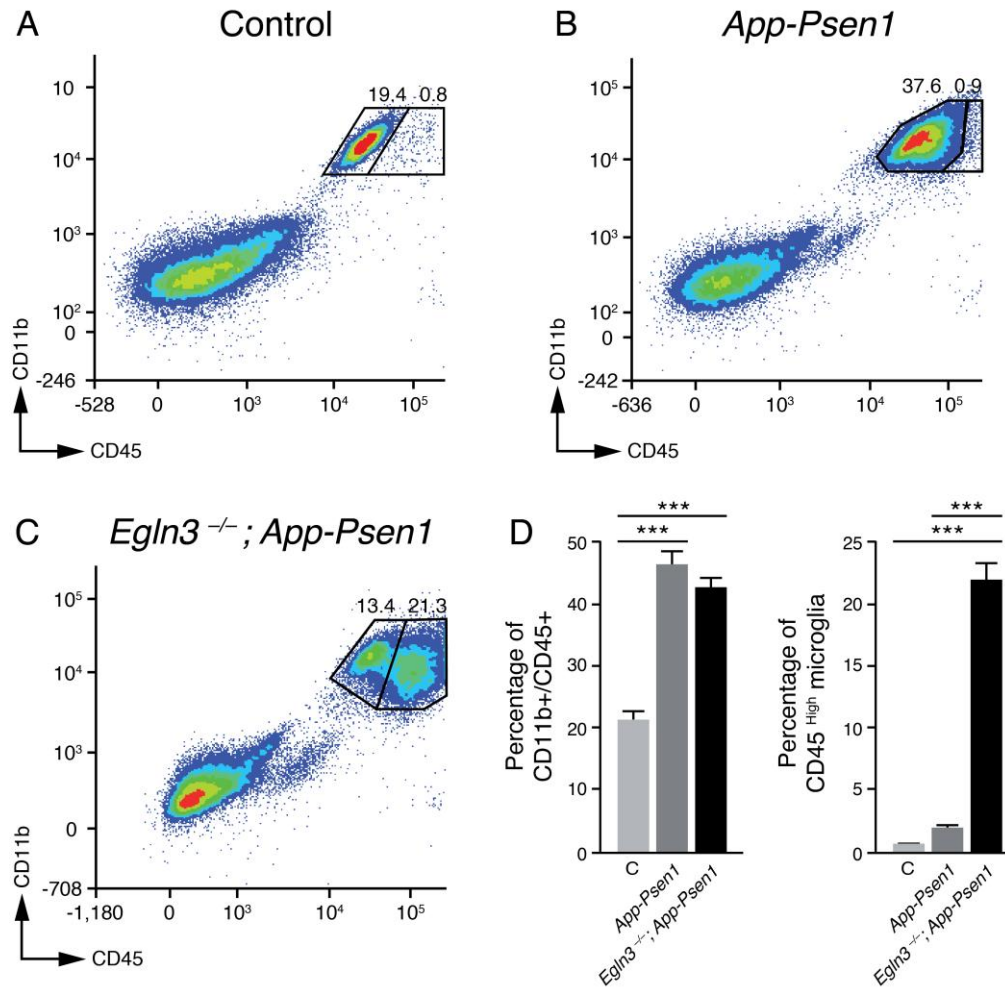 A Control
10
19.4 0.8
10⁴
10³
10²
0
-246
CD11b
-528 0 10³ 10⁴ 10⁵
CD45
B App-Psen1
10⁵
37.6 0.9
10⁴
10³
10²
0
-242
CD11b
-636 0 10³ 10⁴ 10⁵
CD45
C Egln3 –/– ; App-Psen1
10⁵
13.4 21.3
10⁴
10³
0
-708
CD11b
-1,180 0 10³ 10⁴ 10⁵
CD45
D
***
***
50
40
30
20
10
0
Percentage of
CD11b+/CD45+
C
App-Psen1
Egln3 –/– ; App-Psen1
***
***
25
20
15
10
5
0
Percentage of
CD45 High microglia
C
App-Psen1
Egln3 –/– ; App-Psen1